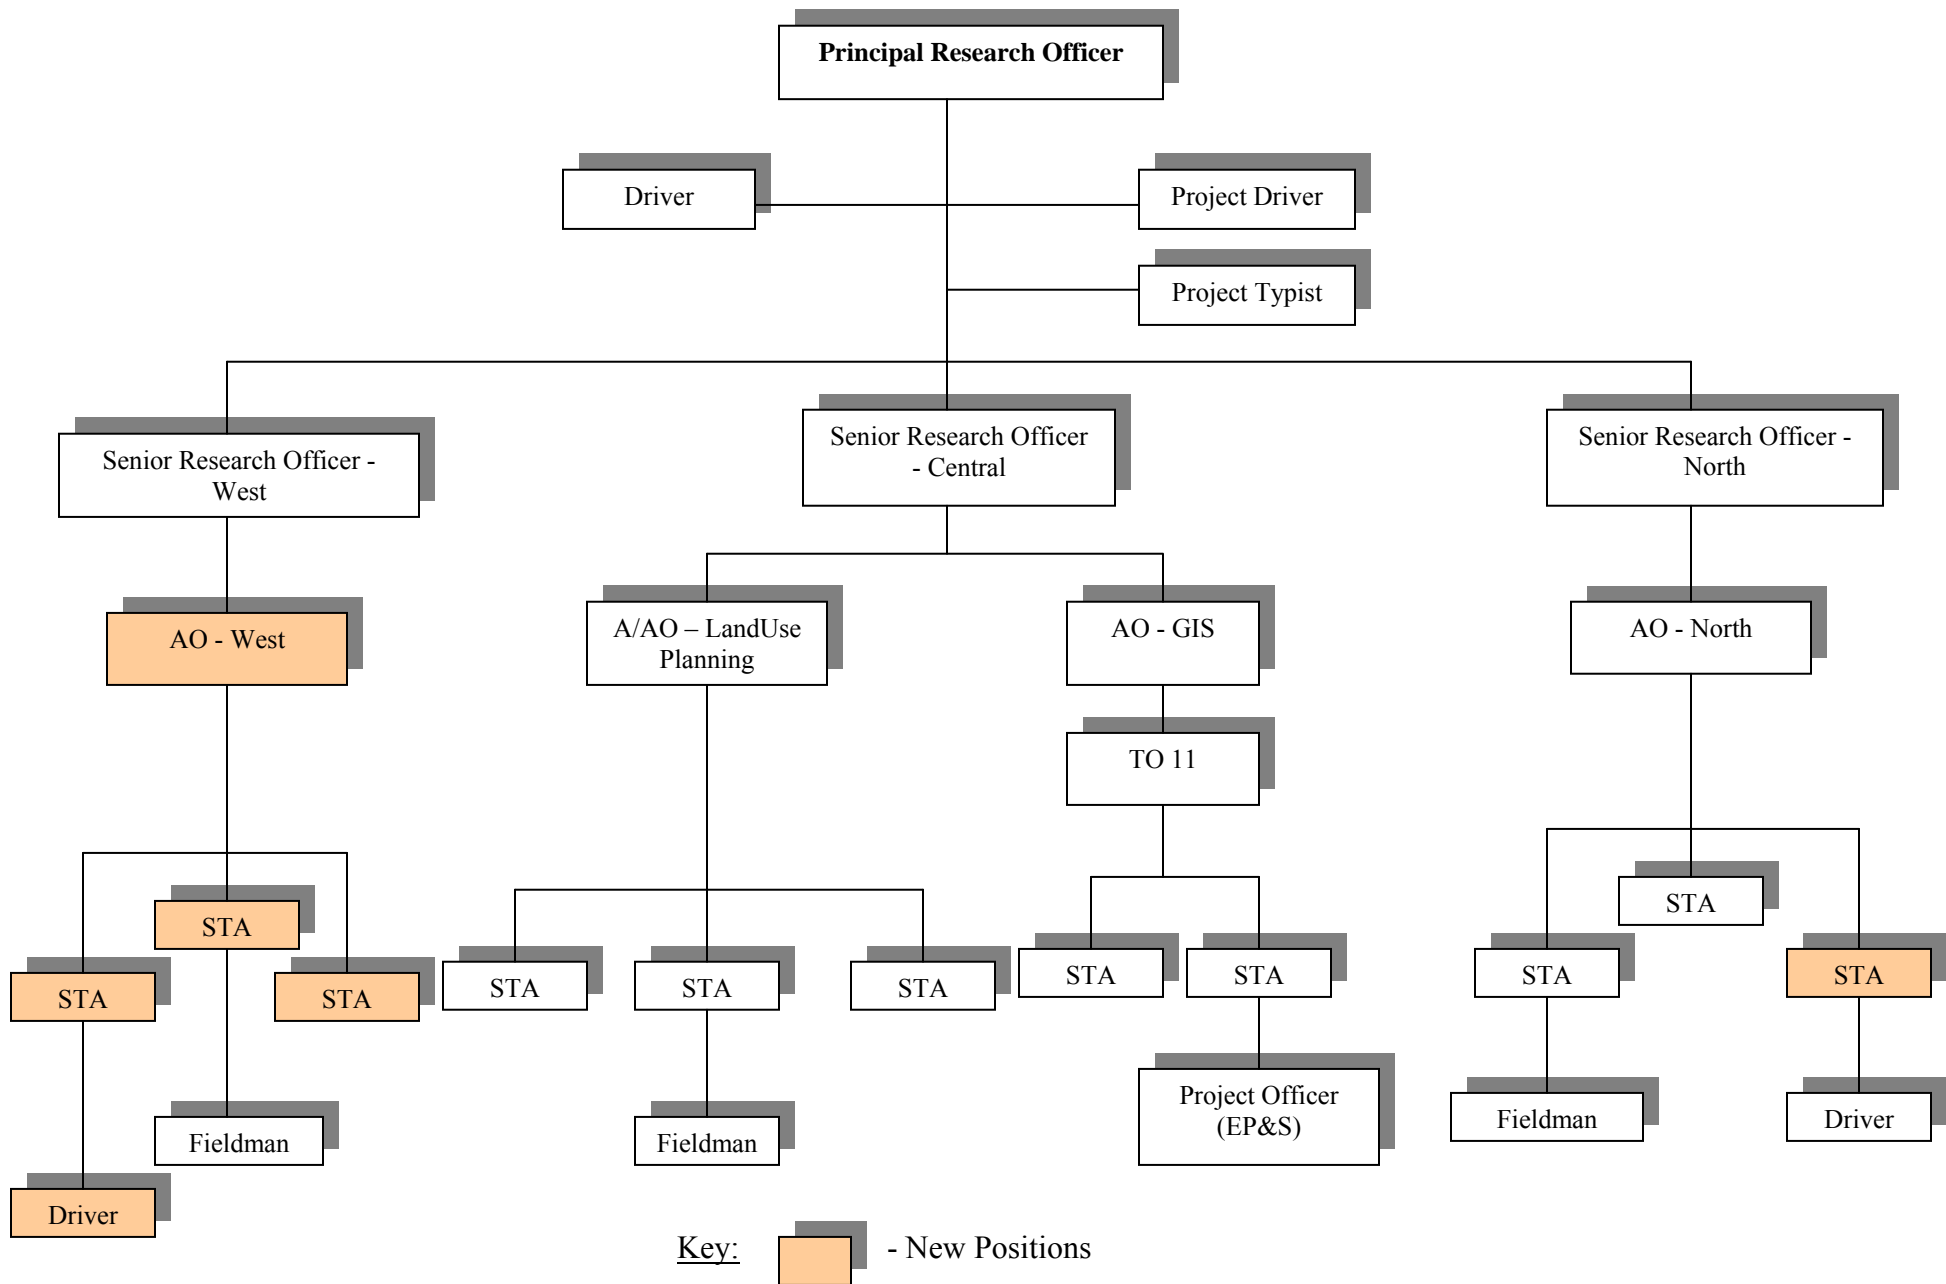 Principal Research Officer
Driver
Project Driver
Project Typist
Senior Research Officer -
West
Senior Research Officer
- Central
Senior Research Officer -
North
AO - West
A/AO – LandUse
Planning
AO - GIS
AO - North
TO 11
STA
STA
STA
STA
STA
STA
STA
STA
STA
STA
STA
Project Officer
(EP&S)
Fieldman
Fieldman
Fieldman
Driver
Driver
Key:
- New Positions